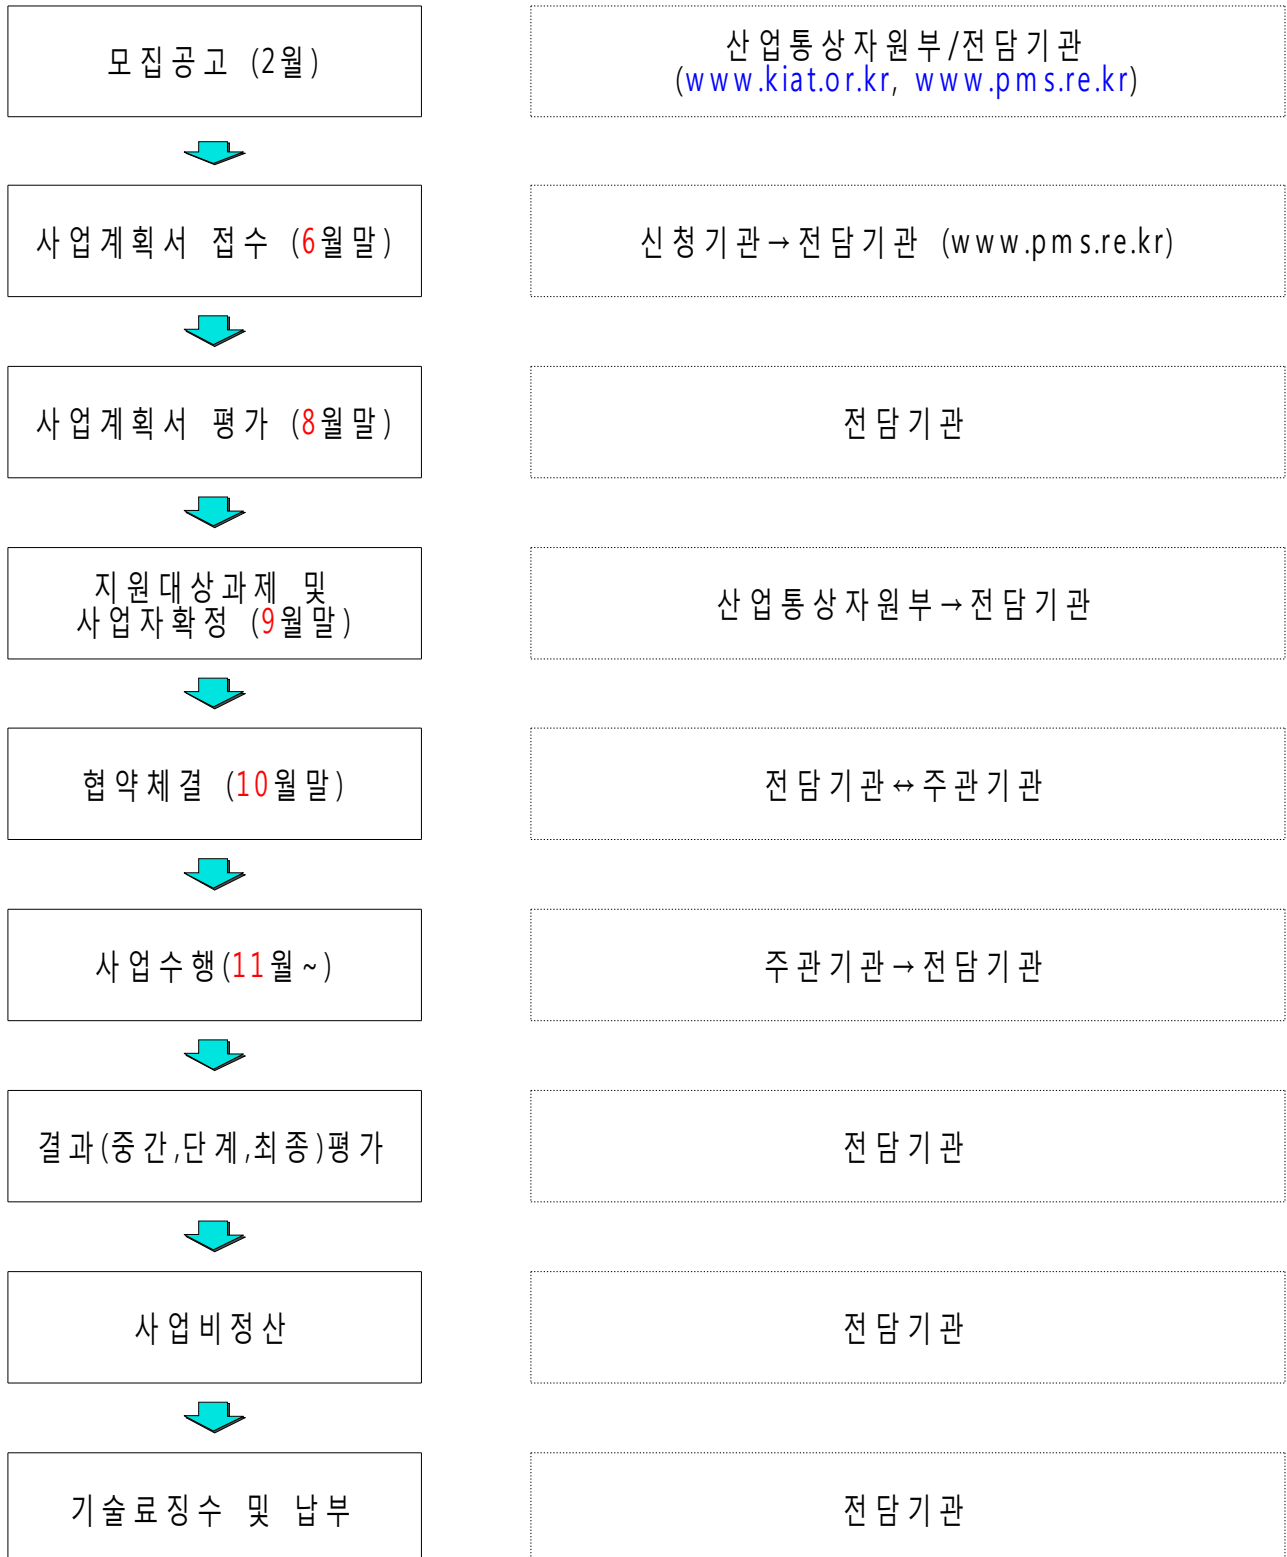 모집공고 (2월)
산업통상자원부/전담기관
(www.kiat.or.kr, www.pms.re.kr)
사업계획서 접수 (6월말)
신청기관→전담기관 (www.pms.re.kr)
사업계획서 평가 (8월말)
전담기관
지원대상과제 및
사업자확정 (9월말)
산업통상자원부→전담기관
협약체결 (10월말)
전담기관↔주관기관
사업수행(11월~)
주관기관→전담기관
결과(중간,단계,최종)평가
전담기관
사업비정산
전담기관
기술료징수 및 납부
전담기관